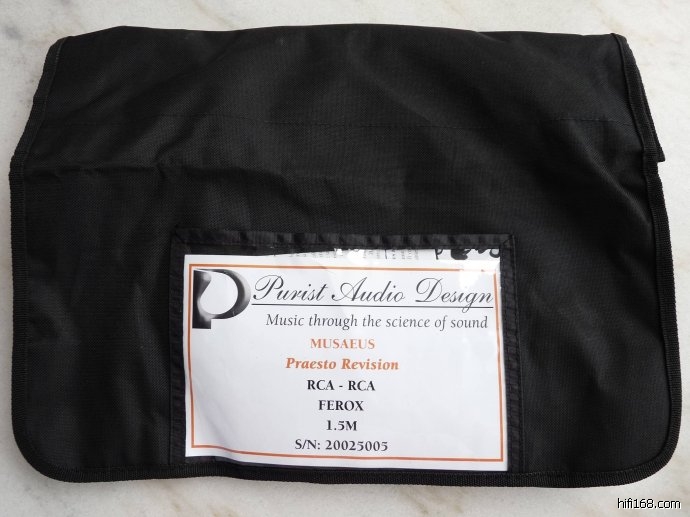 Purist Audio Design
Music through the science of sound
MUSAEUS
Praesto Revision
RCA - RCA
FEROX
1.5M
S/N: 20025005
hifi168.com